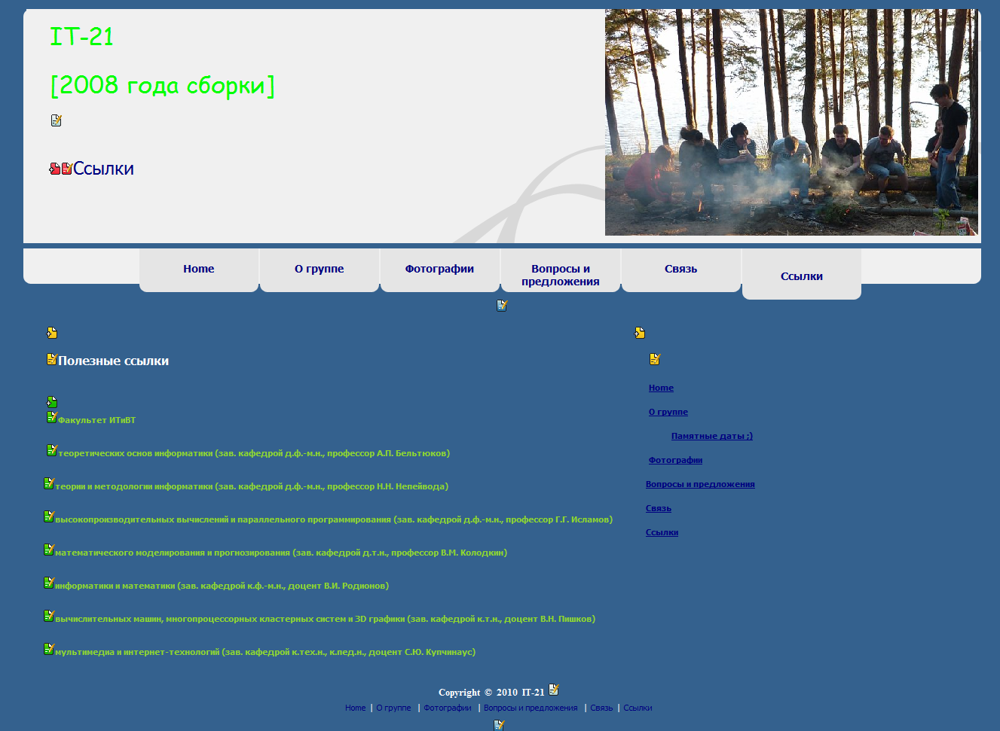 IT-21
[2008 года сборки]
Ссылки
Home
О группе
Фотографии
Вопросы и
предложения
Связь
Ссылки
Полезные ссылки
Факультет ИТиВТ
теоретических основ информатики (зав. кафедрой д.ф.-м.н., профессор А.П. Бельтюков)
теории и методологии информатики (зав. кафедрой д.ф.-м.н., профессор Н.Н. Непейвода)
высокопроизводительных вычислений и параллельного программирования (зав. кафедрой д.ф.-м.н., профессор Г.Г. Исламов)
математического моделирования и прогнозирования (зав. кафедрой д.т.н., профессор В.М. Колодкин)
информатики и математики (зав. кафедрой к.ф.-м.н., доцент В.И. Родионов)
вычислительных машин, многопроцессорных кластерных систем и 3D графики (зав. кафедрой к.т.н., доцент В.Н. Пишков)
мультимедиа и интернет-технологий (зав. кафедрой к.тех.н., к.пед.н., доцент С.Ю. Купчинаус)
Home
О группе
Памятные даты ;)
Фотографии
Вопросы и предложения
Связь
Ссылки
Copyright © 2010 IT-21
Home | О группе | Фотографии | Вопросы и предложения | Связь | Ссылки